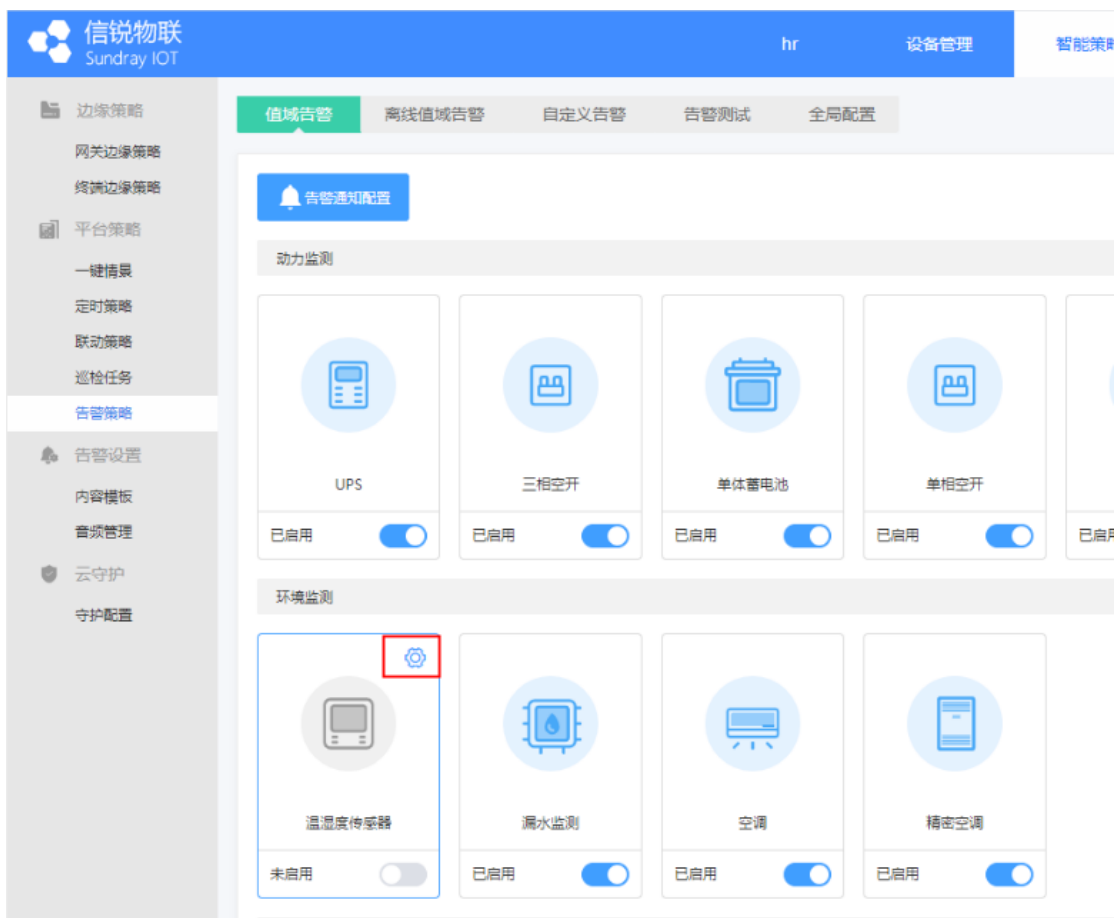 信锐物联
Sundray IOT
hr
设备管理
智能策略
边缘策略
网关边缘策略
终端边缘策略
平台策略
一键情景
定时策略
联动策略
巡检任务
告警策略
告警设置
内容模板
音频管理
云守护
守护配置
值域告警
离线值域告警
自定义告警
告警测试
全局配置
告警通知配置
动力监测
UPS
三相空开
单体蓄电池
单相空开
已启用
已启用
已启用
已启用
已启用
环境监测
温湿度传感器
漏水监测
空调
精密空调
未启用
已启用
已启用
已启用